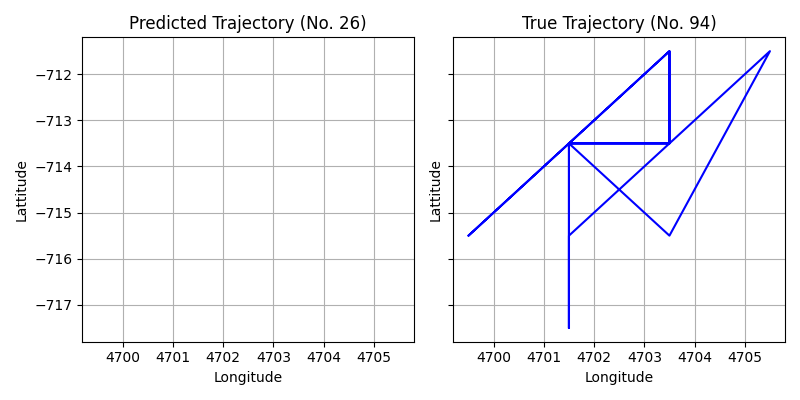 Predicted Trajectory (No. 26)
True Trajectory (No. 94)
Lattitude
−712
−713
−714
−715
−716
−717
4700 4701 4702 4703 4704 4705
Longitude
Lattitude
4700 4701 4702 4703 4704 4705
Longitude